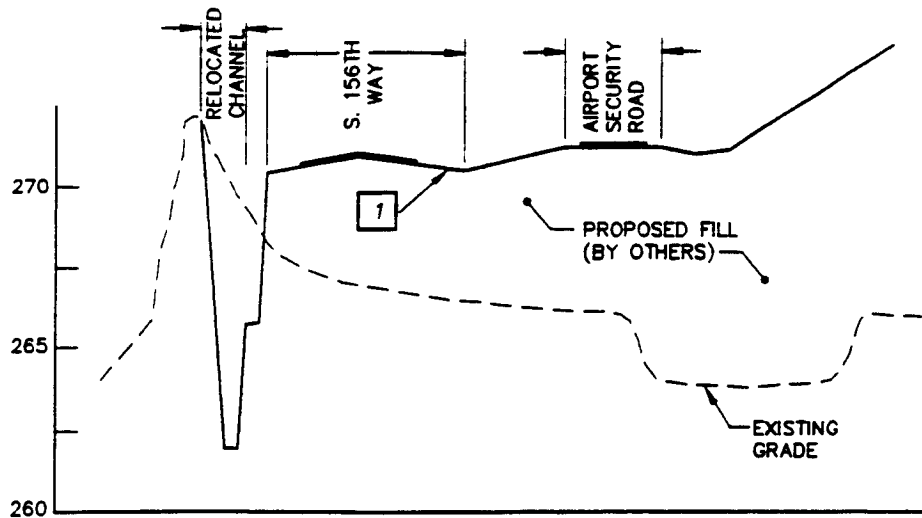 RELOCATED
CHANNEL
S. 156TH
WAY
AIRPORT
SECURITY
ROAD
270
1
PROPOSED FILL
(BY OTHERS)
265
EXISTING
GRADE
260